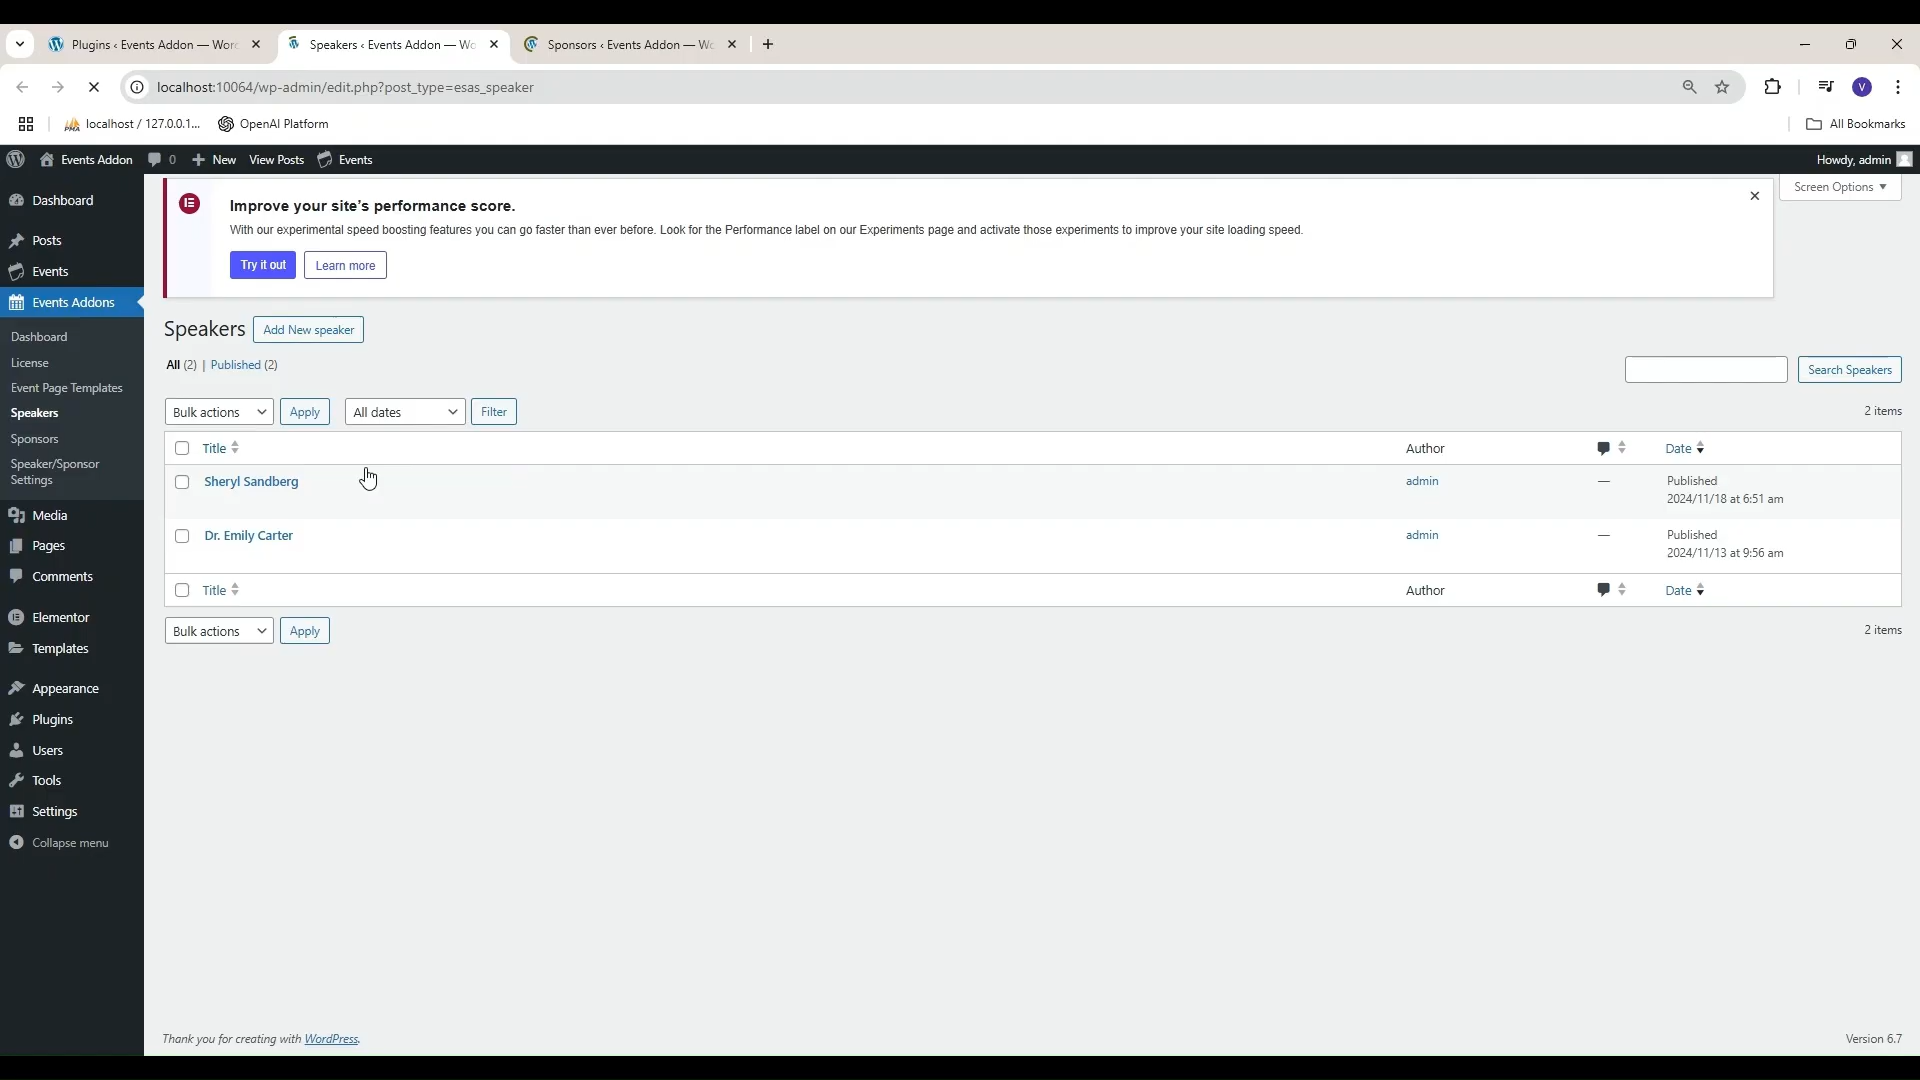 Plugins ‹ Events Addon — Wor
Speakers ‹ Events Addon — Wo
Sponsors ‹ Events Addon — Wo
localhost:10064/wp-admin/edit.php?post_type=esas_speaker
V
localhost / 127.0.0.1...
OpenAI Platform
All Bookmarks
Events Addon
0
New
View Posts
Events
Howdy, admin
Dashboard
Posts
Events
Events Addons
Dashboard
License
Event Page Templates
Speakers
Sponsors
Speaker/Sponsor
Settings
Media
Pages
Comments
Elementor
Templates
Appearance
Plugins
Users
Tools
Settings
Collapse menu
Screen Options
Improve your site's performance score.
With our experimental speed boosting features you can go faster than ever before. Look for the Performance label on our Experiments page and activate those experiments to improve your site loading speed.
Try it out
Learn more
Speakers
Add New speaker
All (2) | Published (2)
Search Speakers
Bulk actions
Apply
All dates
Filter
2 items
Title
Author
Date
Sheryl Sandberg
admin
—
Published
2024/11/18 at 6:51 am
Dr. Emily Carter
admin
—
Published
2024/11/13 at 9:56 am
Title
Author
Date
Bulk actions
Apply
2 items
Thank you for creating with WordPress.
Version 6.7